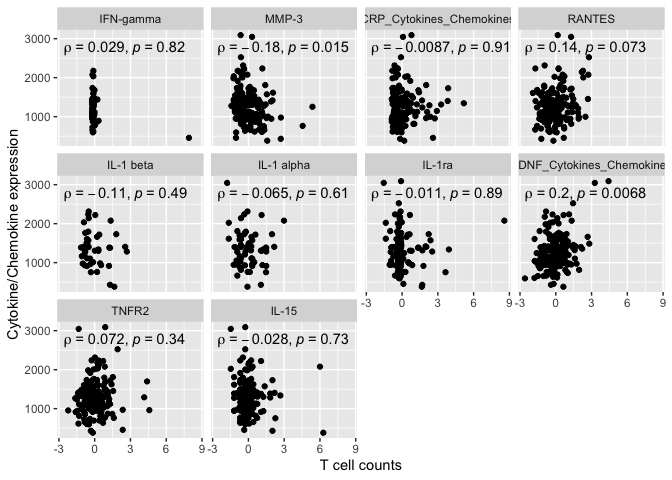 IFN-gamma
MMP-3
CRP_Cytokines_Chemokines
RANTES
ρ = 0.029, p = 0.82
ρ = −0.18, p = 0.015
ρ = −0.0087, p = 0.91
ρ = 0.14, p = 0.073
3000
2000
1000
IL-1 beta
IL-1 alpha
IL-1ra
DNF_Cytokines_Chemokine
ρ = −0.11, p = 0.49
ρ = −0.065, p = 0.61
ρ = −0.011, p = 0.89
ρ = 0.2, p = 0.0068
3000
2000
1000
-3 0 3 6 9
-3 0 3 6 9
TNFR2
IL-15
ρ = 0.072, p = 0.34
ρ = −0.028, p = 0.73
3000
2000
1000
-3 0 3 6 9
-3 0 3 6 9
T cell counts
Cytokine/Chemokine expression